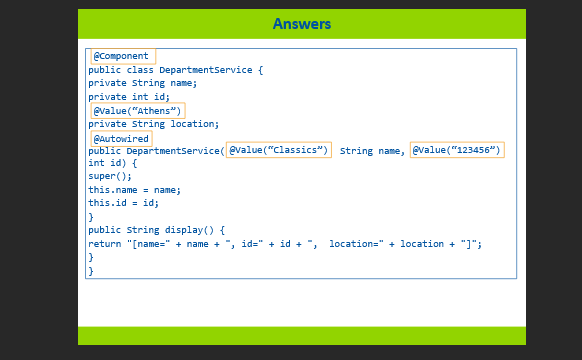 Answers
@Component
public class DepartmentService {
private String name;
private int id;
@Value(“Athens”)
private String location;
@Autowired
public DepartmentService( @Value(“Classics”) String name, @Value(“123456”)
int id) {
super();
this.name = name;
this.id = id;
}
public String display() {
return "[name=" + name + ", id=" + id + ", location=" + location + "]";
}
}